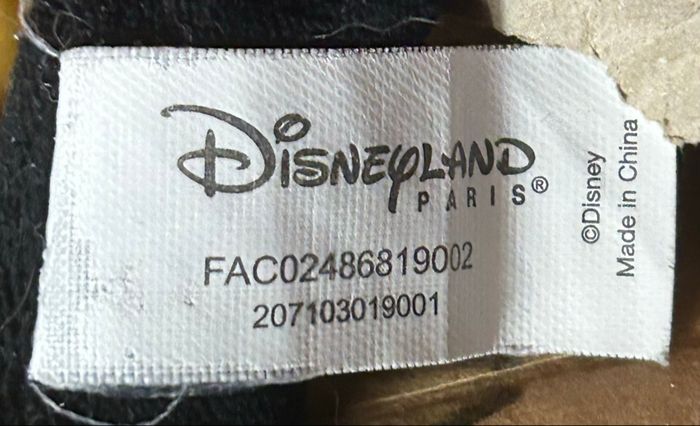 DISNEYLAND
PARIS®
FAC02486819002
207103019001
©Disney
Made in China